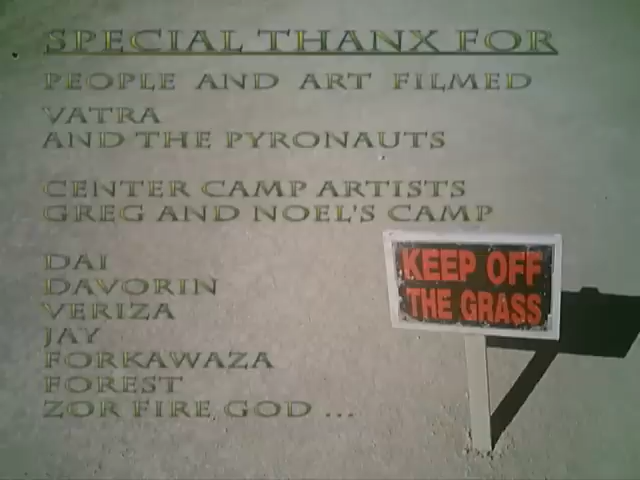 SPECIAL THANX FOR
PEOPLE AND ART FILMED
VATRA
AND THE PYRONAUTS
CENTER CAMP ARTISTS
GREG AND NOEL'S CAMP
DAI
DAVORIN
VERIZA
JAY
FORKAWAZA
FOREST
ZOR FIRE GOD ...
KEEP OFF
THE GRASS